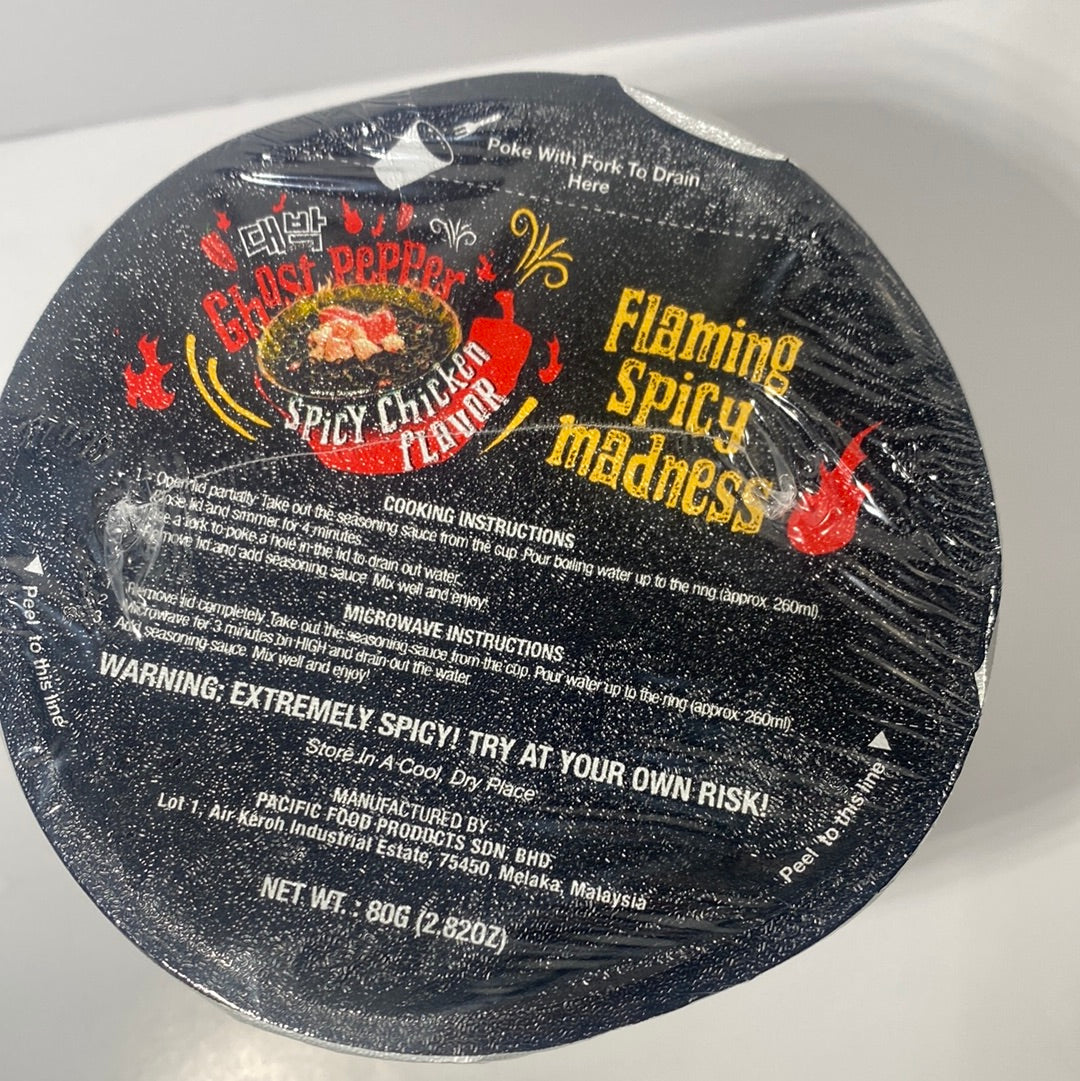 Poke With Fork To Drain
Here
대박
Ghost Pepper
Spicy Chicken
Flavor
Flaming
Spicy
madness
COOKING INSTRUCTIONS
1. Open lid partially Take out the seasoning sauce from the cup Pour boiling water up to the ring (approx. 260ml)
close lid and simmer for 4 minutes.
a fork to poke a hole in the lid to drain out water.
lid and add seasoning sauce. Mix well and enjoy!
MICROWAVE INSTRUCTIONS
Remove lid completely. Take out the seasoning sauce from the cup. Pour water up to the ring (approx. 260ml)
Microwave for 3 minutes on HIGH and drain out the water
3. Add seasoning sauce. Mix well and enjoy!
WARNING: EXTREMELY SPICY! TRY AT YOUR OWN RISK!
Store In A Cool, Dry Place
MANUFACTURED BY
PACIFIC FOOD PRODUCTS SDN. BHD.
Lot 1, Air Keroh Industrial Estate, 75450, Melaka, Malaysia
NET WT. : 80G (2.82OZ)
Peel to this line
Peel to this line